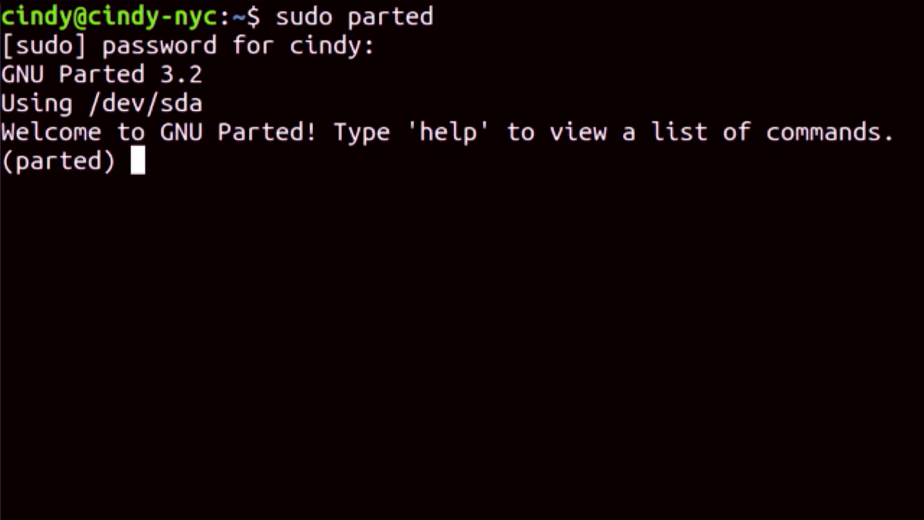 cindy@cindy-nyc:~$ sudo parted
[sudo] password for cindy:
GNU Parted 3.2
Using /dev/sda
Welcome to GNU Parted! Type 'help' to view a list of commands.
(parted)